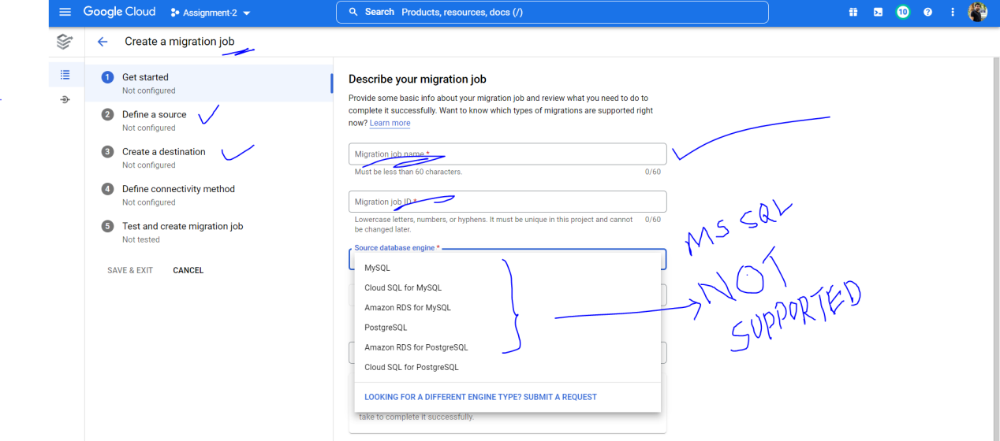 Google Cloud
Assignment-2
Search Products, resources, docs (/)
10
?
Create a migration job
1 Get started
Not configured
2 Define a source
Not configured
3 Create a destination
Not configured
4 Define connectivity method
Not configured
5 Test and create migration job
Not tested
SAVE & EXIT CANCEL
Describe your migration job
Provide some basic info about your migration job and review what you need to do to
complete it successfully. Want to know which types of migrations are supported right
now? Learn more
Migration job name *
Must be less than 60 characters. 0/60
Migration job ID *
Lowercase letters, numbers, or hyphens. It must be unique in this project and cannot 0/60
be changed later.
Source database engine *
MySQL
Cloud SQL for MySQL
Amazon RDS for MySQL
PostgreSQL
Amazon RDS for PostgreSQL
Cloud SQL for PostgreSQL
LOOKING FOR A DIFFERENT ENGINE TYPE? SUBMIT A REQUEST
take to complete it successfully.
MS SQL
NOT
SUPPORTED